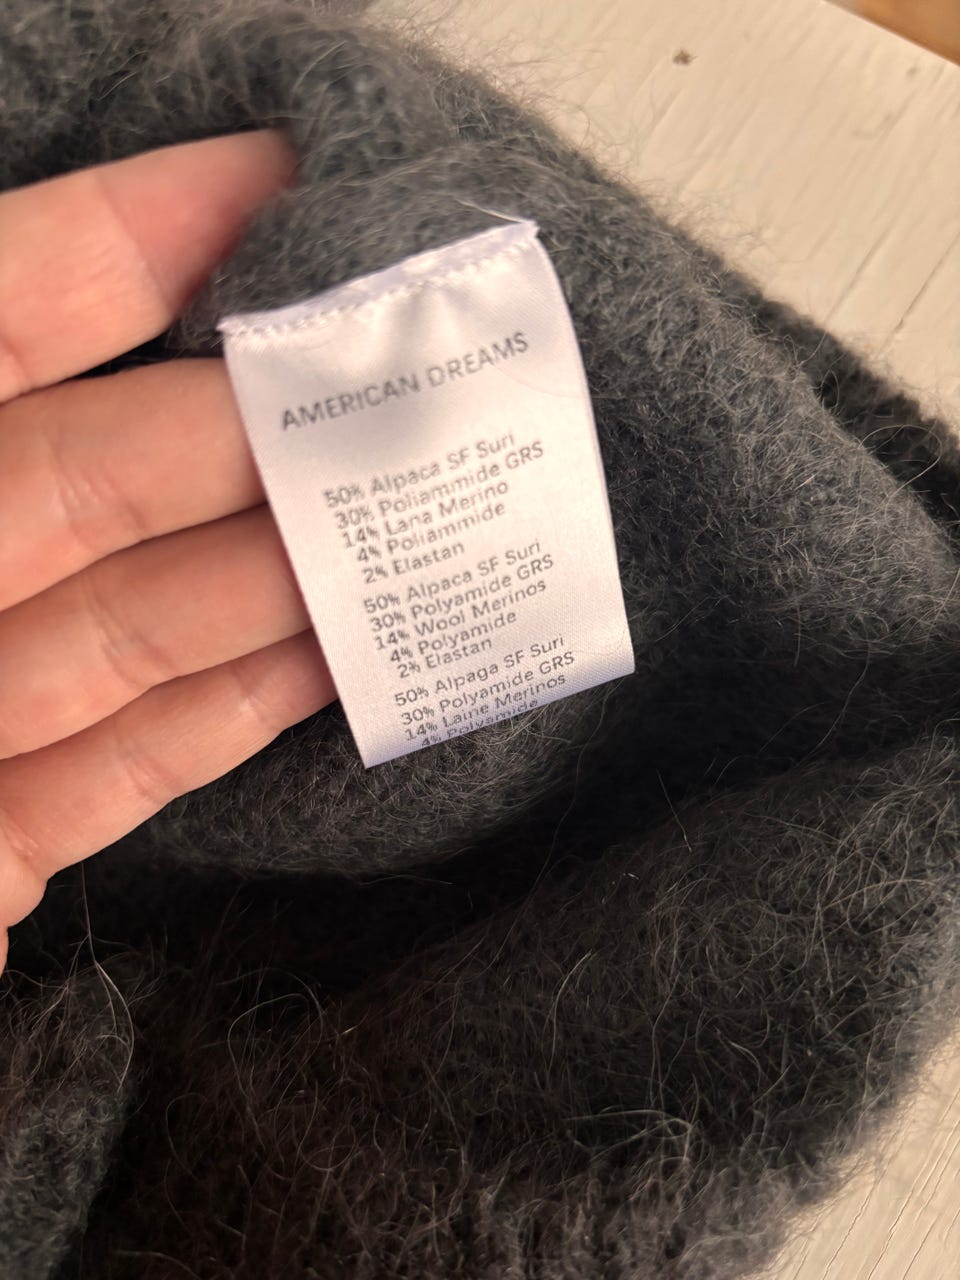 AMERICAN DREAMS
50% Alpaca SF Suri
30% Poliammide GRS
14% Lana Merino
4% Poliammide
2% Elastan
50% Alpaca SF Suri
30% Polyamide GRS
14% Wool Merinos
4% Polyamide
2% Elastan
50% Alpaga SF Suri
30% Polyamide GRS
14% Laine Merinos
4% Polyamide